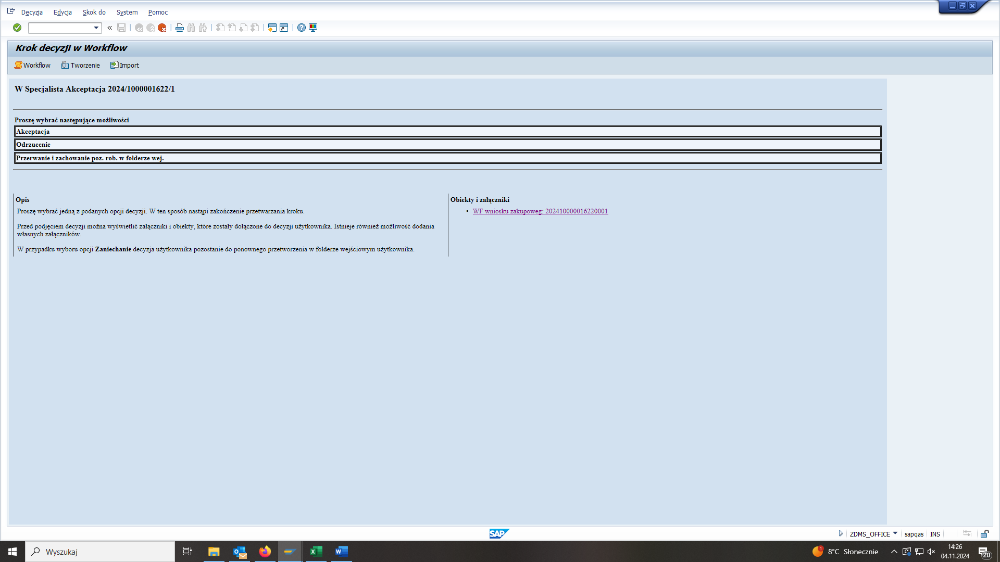 Decyzja Edycja Skok do System Pomoc
Krok decyzji w Workflow
Workflow Tworzenie Import
W Specjalista Akceptacja 2024/1000001622/1
Proszę wybrać następujące możliwości
Akceptacja
Odrzucenie
Przerwanie i zachowanie poz. rob. w folderze wej.
Opis
Proszę wybrać jedną z podanych opcji decyzji. W ten sposób nastąpi zakończenie przetwarzania kroku.
Przed podjęciem decyzji można wyświetlić załączniki i obiekty, które zostały dołączone do decyzji użytkownika. Istnieje również możliwość dodania
własnych załączników.
W przypadku wyboru opcji Zaniechanie decyzja użytkownika pozostanie do ponownego przetworzenia w folderze wejściowym użytkownika.
Obiekty i załączniki
• WF wniosku zakupoweg: 202410000016220001
SAP
ZDMS_OFFICE sapqas INS
Wyszukaj
1
8°C Słonecznie
14:26
04.11.2024
20